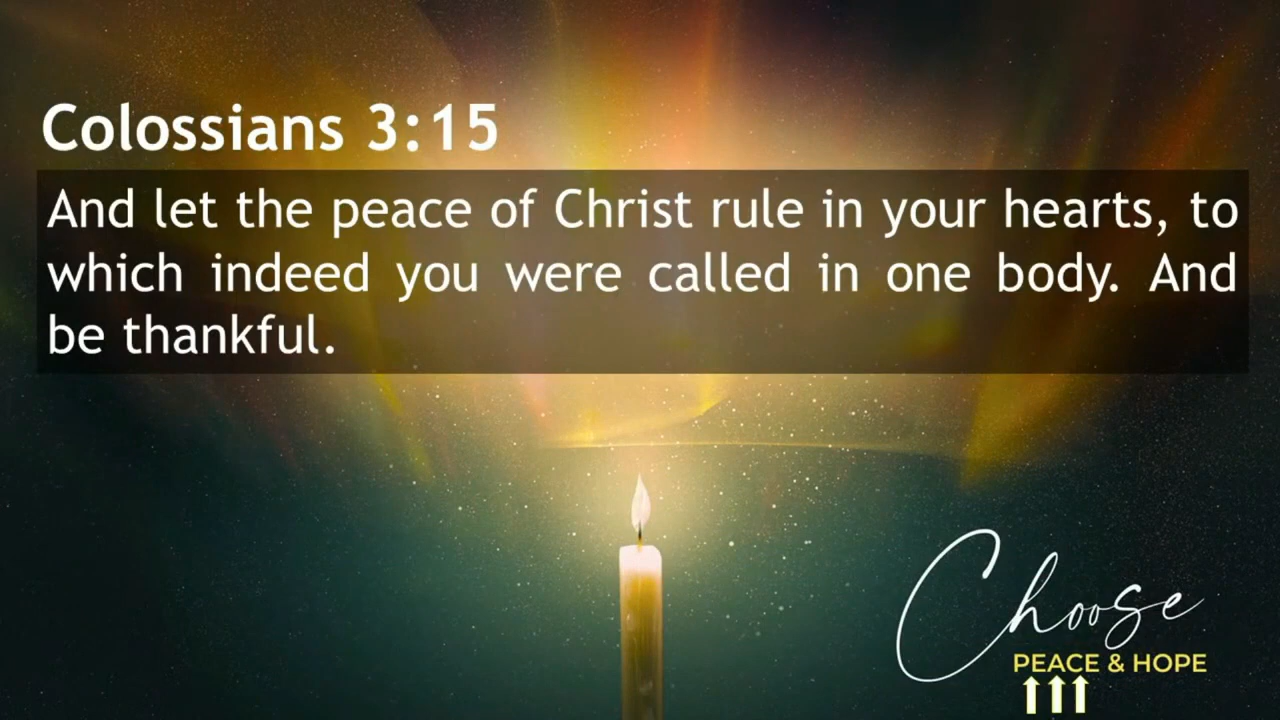 Colossians 3:15
And let the peace of Christ rule in your hearts, to
which indeed you were called in one body. And
be thankful.
Choose
PEACE & HOPE